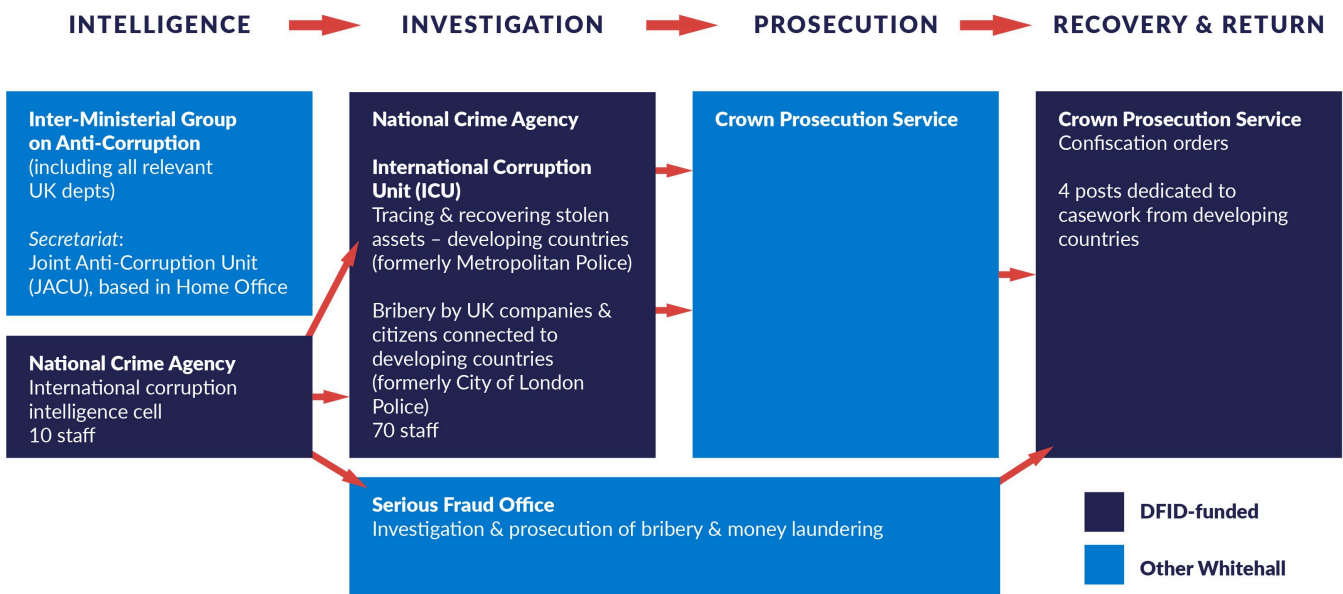 INTELLIGENCE
INVESTIGATION
PROSECUTION
RECOVERY & RETURN
Inter-Ministerial Group
on Anti-Corruption
(including all relevant
UK depts)
Secretariat:
Joint Anti-Corruption Unit
(JACU), based in Home Office
National Crime Agency
International corruption
intelligence cell
10 staff
National Crime Agency
International Corruption
Unit (ICU)
Tracing & recovering stolen
assets – developing countries
(formerly Metropolitan Police)
Bribery by UK companies &
citizens connected to
developing countries
(formerly City of London
Police)
70 staff
Crown Prosecution Service
Crown Prosecution Service
Confiscation orders
4 posts dedicated to
casework from developing
countries
Serious Fraud Office
Investigation & prosecution of bribery & money laundering
DFID-funded
Other Whitehall